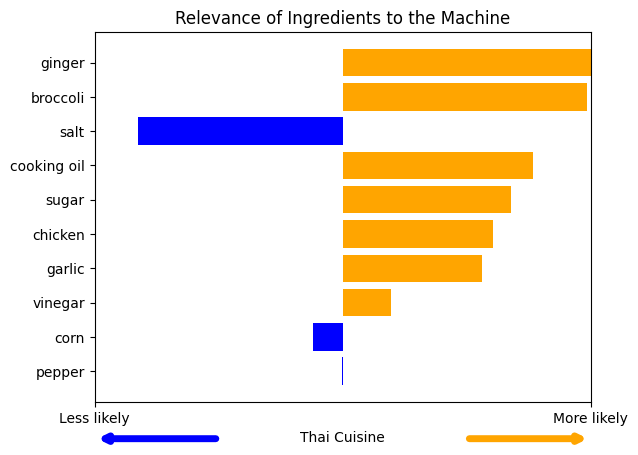 Relevance of Ingredients to the Machine
ginger
broccoli
salt
cooking oil
sugar
chicken
garlic
vinegar
corn
pepper
Less likely
More likely
Thai Cuisine